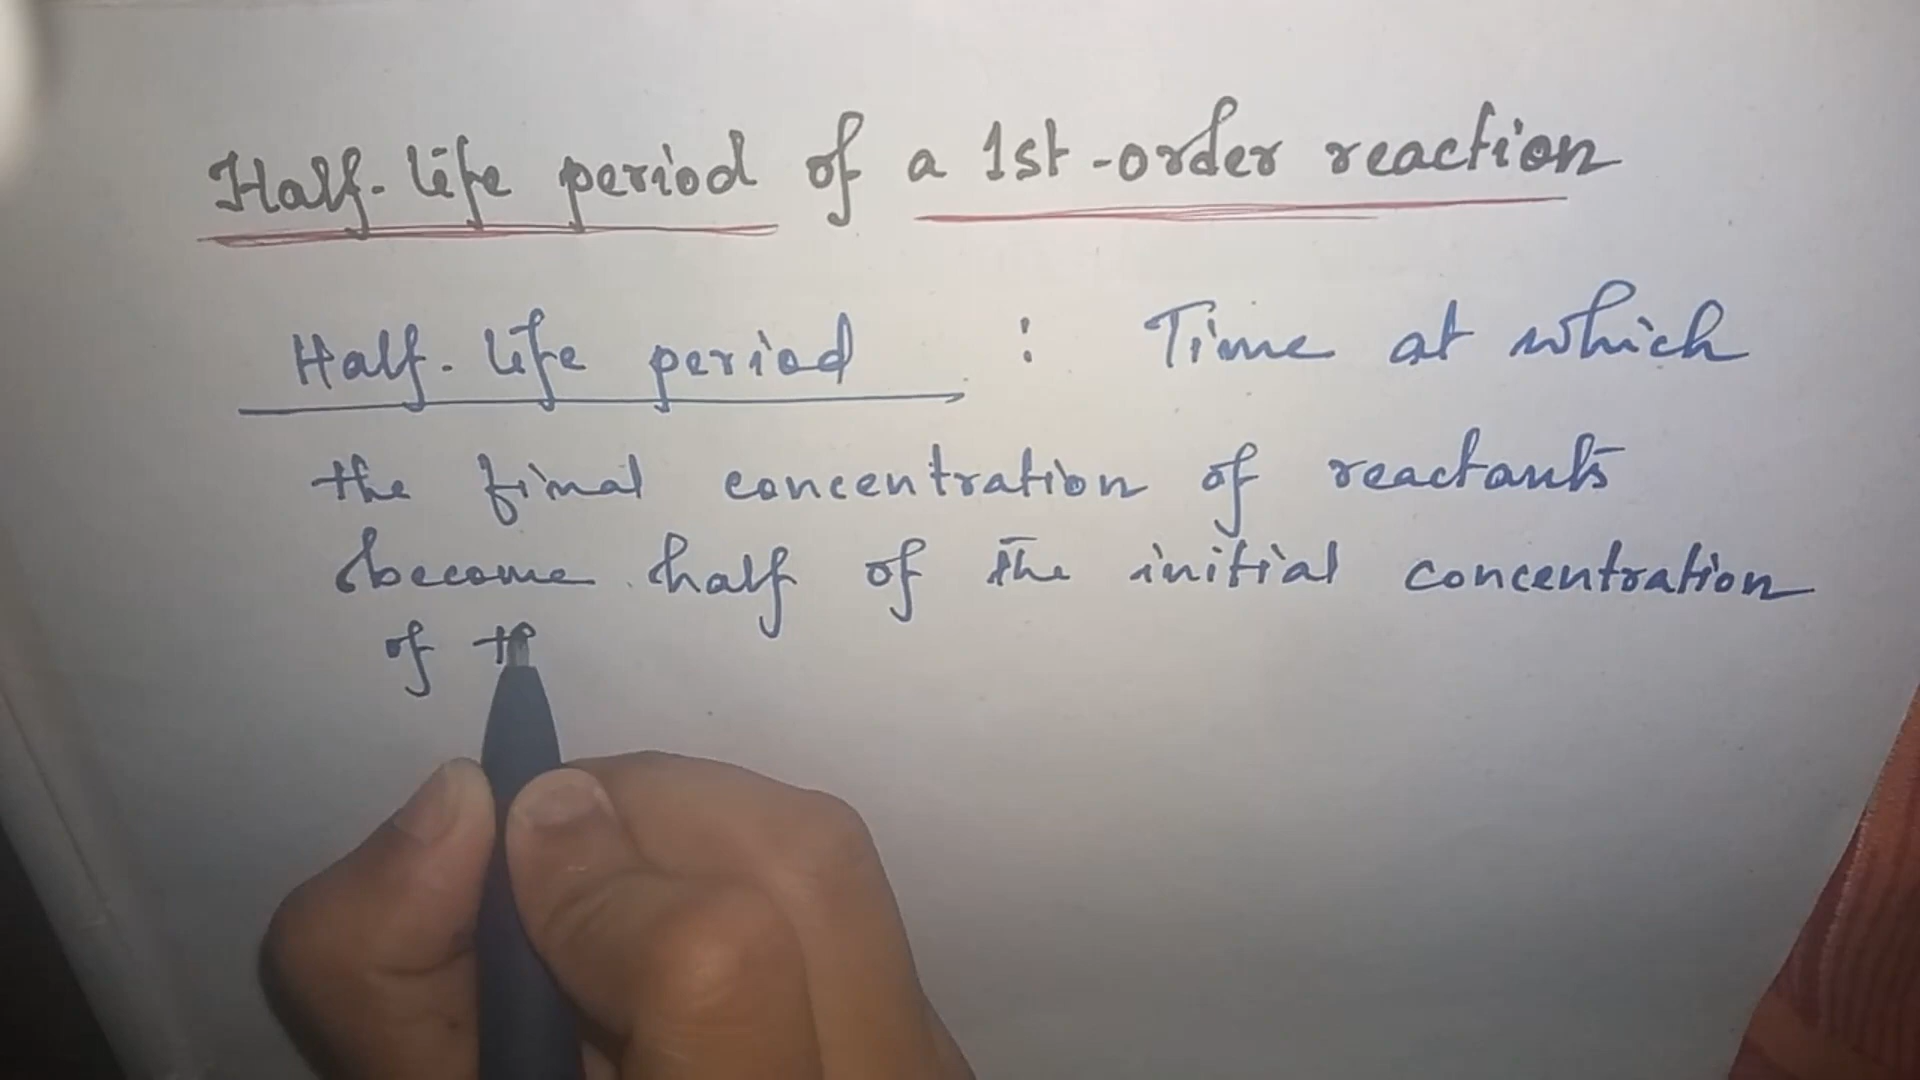 Half-life period of a 1st-order reaction
Half-life period : Time at which
the final concentration of reactants
become half of the initial concentration
of